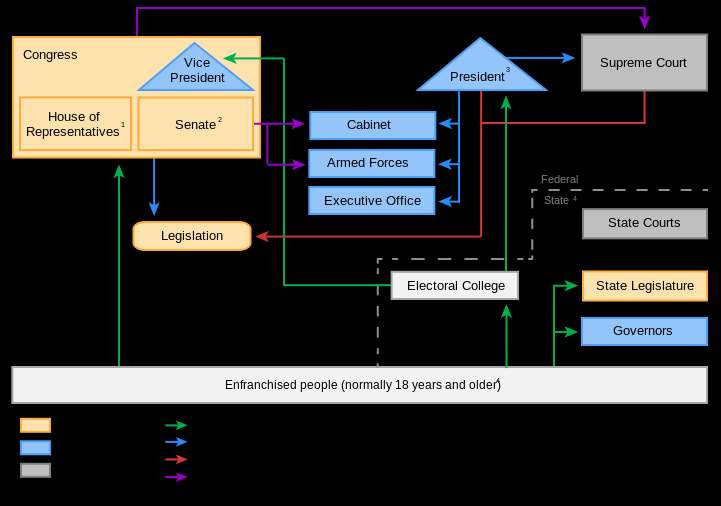 Congress
Vice
President
House of
Representatives 1
Senate 2
President 3
Supreme Court
Cabinet
Armed Forces
Executive Office
Legislation
Federal
State 4
State Courts
Electoral College
State Legislature
Governors
Enfranchised people (normally 18 years and older)